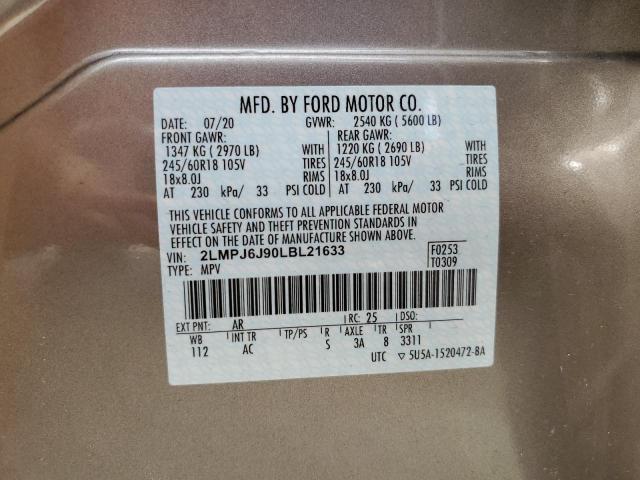 MFD. BY FORD MOTOR CO.
DATE: 07/20 GVWR: 2540 KG ( 5600 LB)
FRONT GAWR: REAR GAWR:
1347 KG ( 2970 LB) WITH 1220 KG ( 2690 LB) WITH
245/60R18 105V TIRES 245/60R18 105V TIRES
18x8.0J RIMS 18x8.0J RIMS
AT 230 kPa/ 33 PSI COLD AT 230 kPa/ 33 PSI COLD
THIS VEHICLE CONFORMS TO ALL APPLICABLE FEDERAL MOTOR
VEHICLE SAFETY AND THEFT PREVENTION STANDARDS IN
EFFECT ON THE DATE OF MANUFACTURE SHOWN ABOVE.
VIN: 2LMPJ6J90LBL21633 F0253
TYPE: MPV T0309
EXT PNT: AR RC: 25 DSO:
WB INT TR TP/PS R AXLE TR SPR
112 AC S 3A 8 3311
UTC ▽5U5A-1520472-BA